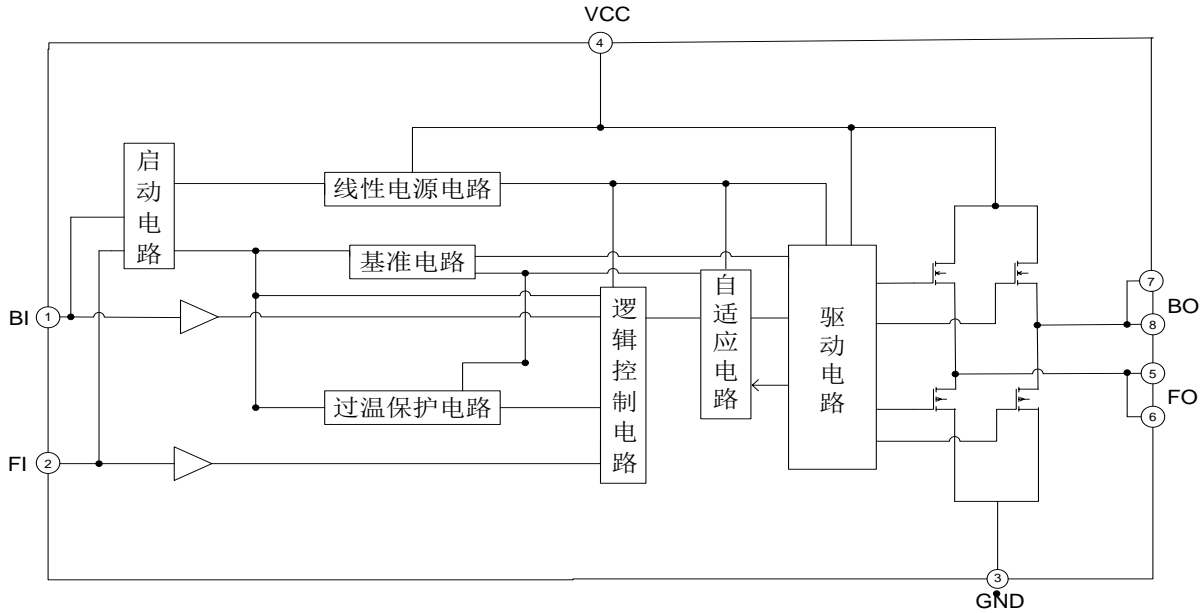 VCC
4
启动电路
线性电源电路
基准电路
自适应电路
7
BO
8
BI
1
逻辑控制电路
驱动电路
5
FO
6
过温保护电路
FI
2
3
GND